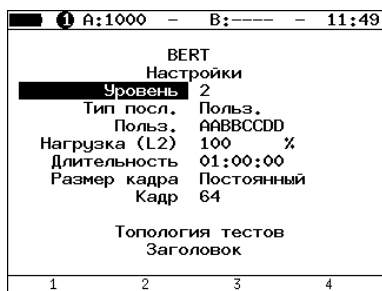 1 A:1000 – B:---- – 11:49
BERT
Настройки
Уровень 2
Тип посл. Польз.
Польз. AABBCCDD
Нагрузка (L2) 100 %
Длительность 01:00:00
Размер кадра Постоянный
Кадр 64
Топология тестов
Заголовок
1 2 3 4